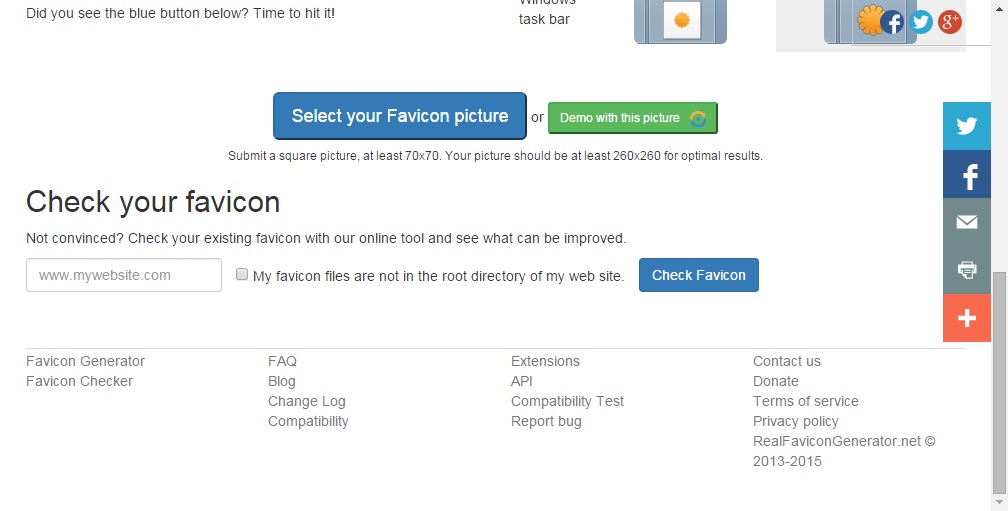 Did you see the blue button below? Time to hit it!
Windows
task bar
Select your Favicon picture or Demo with this picture
Submit a square picture, at least 70x70. Your picture should be at least 260x260 for optimal results.
Check your favicon
Not convinced? Check your existing favicon with our online tool and see what can be improved.
www.mywebsite.com My favicon files are not in the root directory of my web site. Check Favicon
Favicon Generator
Favicon Checker
FAQ
Blog
Change Log
Compatibility
Extensions
API
Compatibility Test
Report bug
Contact us
Donate
Terms of service
Privacy policy
RealFaviconGenerator.net ©
2013-2015